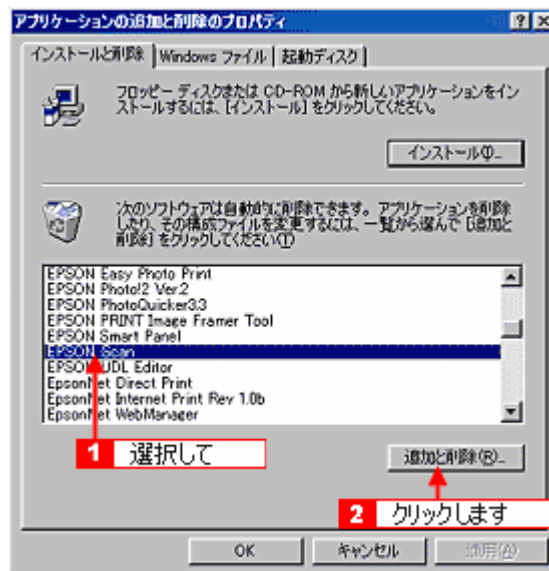 アプリケーションの追加と削除のプロパティ
インストールと削除 Windows ファイル 起動ディスク
フロッピー ディスクまたは CD-ROM から新しいアプリケーションをイン
ストールするには、[インストール] をクリックしてください。
インストール(I)...
次のソフトウェアは自動的に削除できます。アプリケーションを削除
したり、その構成ファイルを変更するには、一覧から選んで [追加と
削除] をクリックしてください(T)
EPSON Easy Photo Print
EPSON Photo!2 Ver.2
EPSON PhotoQuicker3.3
EPSON PRINT Image Framer Tool
EPSON Smart Panel
EPSON Scan
EPSON UDL Editor
EpsonNet Direct Print
EpsonNet Internet Print Rev 1.0b
EpsonNet WebManager
1 選択して
追加と削除(R)...
2 クリックします
OK キャンセル 適用(A)